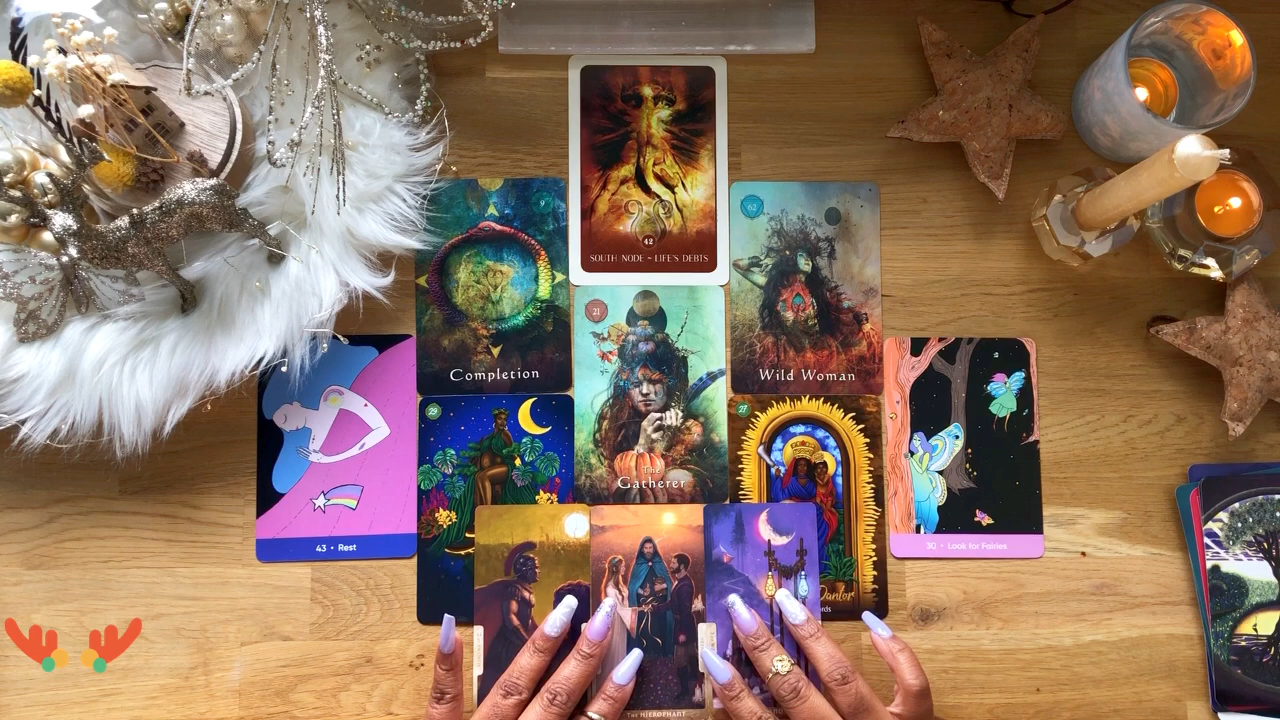 42
SOUTH NODE ~ LIFE'S DEBTS
9
Completion
62
Wild Woman
21
The
Gatherer
43 • Rest
29
27
Dantor
30 • Look for Fairies
The HIEROPHANT